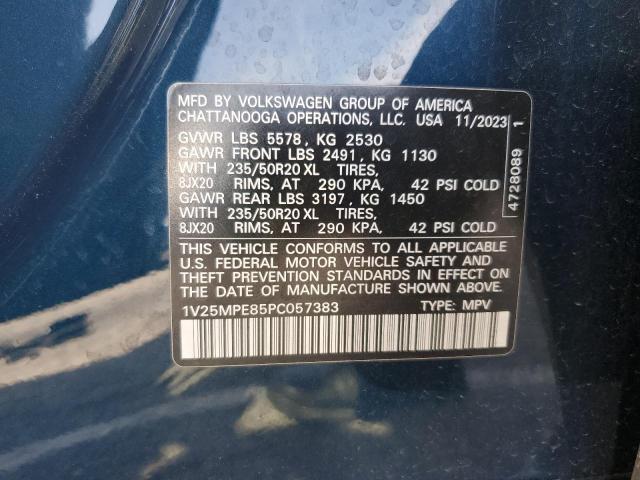 MFD BY VOLKSWAGEN GROUP OF AMERICA
CHATTANOOGA OPERATIONS, LLC. USA 11/2023
GVWR LBS 5578, KG 2530
GAWR FRONT LBS 2491, KG 1130
WITH 235/50R20 XL TIRES,
8JX20 RIMS, AT 290 KPA, 42 PSI COLD
GAWR REAR LBS 3197, KG 1450
WITH 235/50R20 XL TIRES,
8JX20 RIMS, AT 290 KPA, 42 PSI COLD
THIS VEHICLE CONFORMS TO ALL APPLICABLE
U.S. FEDERAL MOTOR VEHICLE SAFETY AND
THEFT PREVENTION STANDARDS IN EFFECT ON
THE DATE OF MANUFACTURE SHOWN ABOVE.
1V25MPE85PC057383 TYPE: MPV
4728089 1